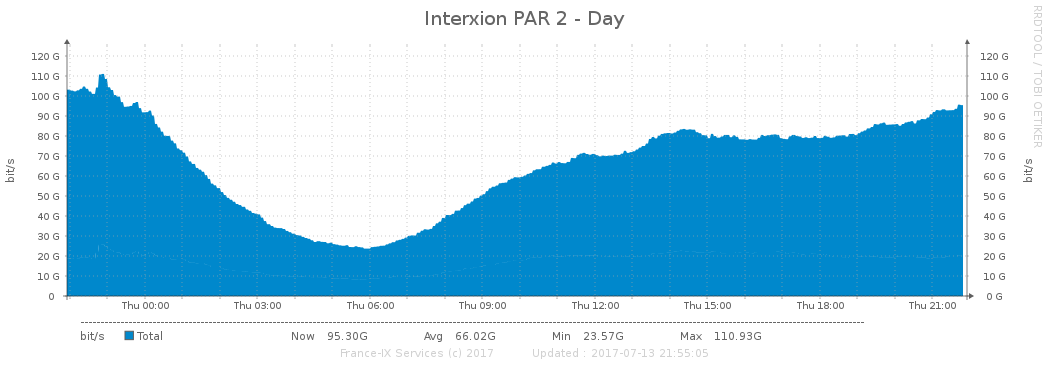 Interxion PAR 2 - Day
RRDTOOL / TOBI OETIKER
bit/s
120 G 120 G
110 G 110 G
100 G 100 G
90 G 90 G
80 G 80 G
70 G 70 G
60 G 60 G
50 G 50 G
40 G 40 G
30 G 30 G
20 G 20 G
10 G 10 G
0 0 G
bit/s
Thu 00:00 Thu 03:00 Thu 06:00 Thu 09:00 Thu 12:00 Thu 15:00 Thu 18:00 Thu 21:00
bit/s Total Now 95.30G Avg 66.02G Min 23.57G Max 110.93G
France-IX Services (c) 2017 Updated : 2017-07-13 21:55:05